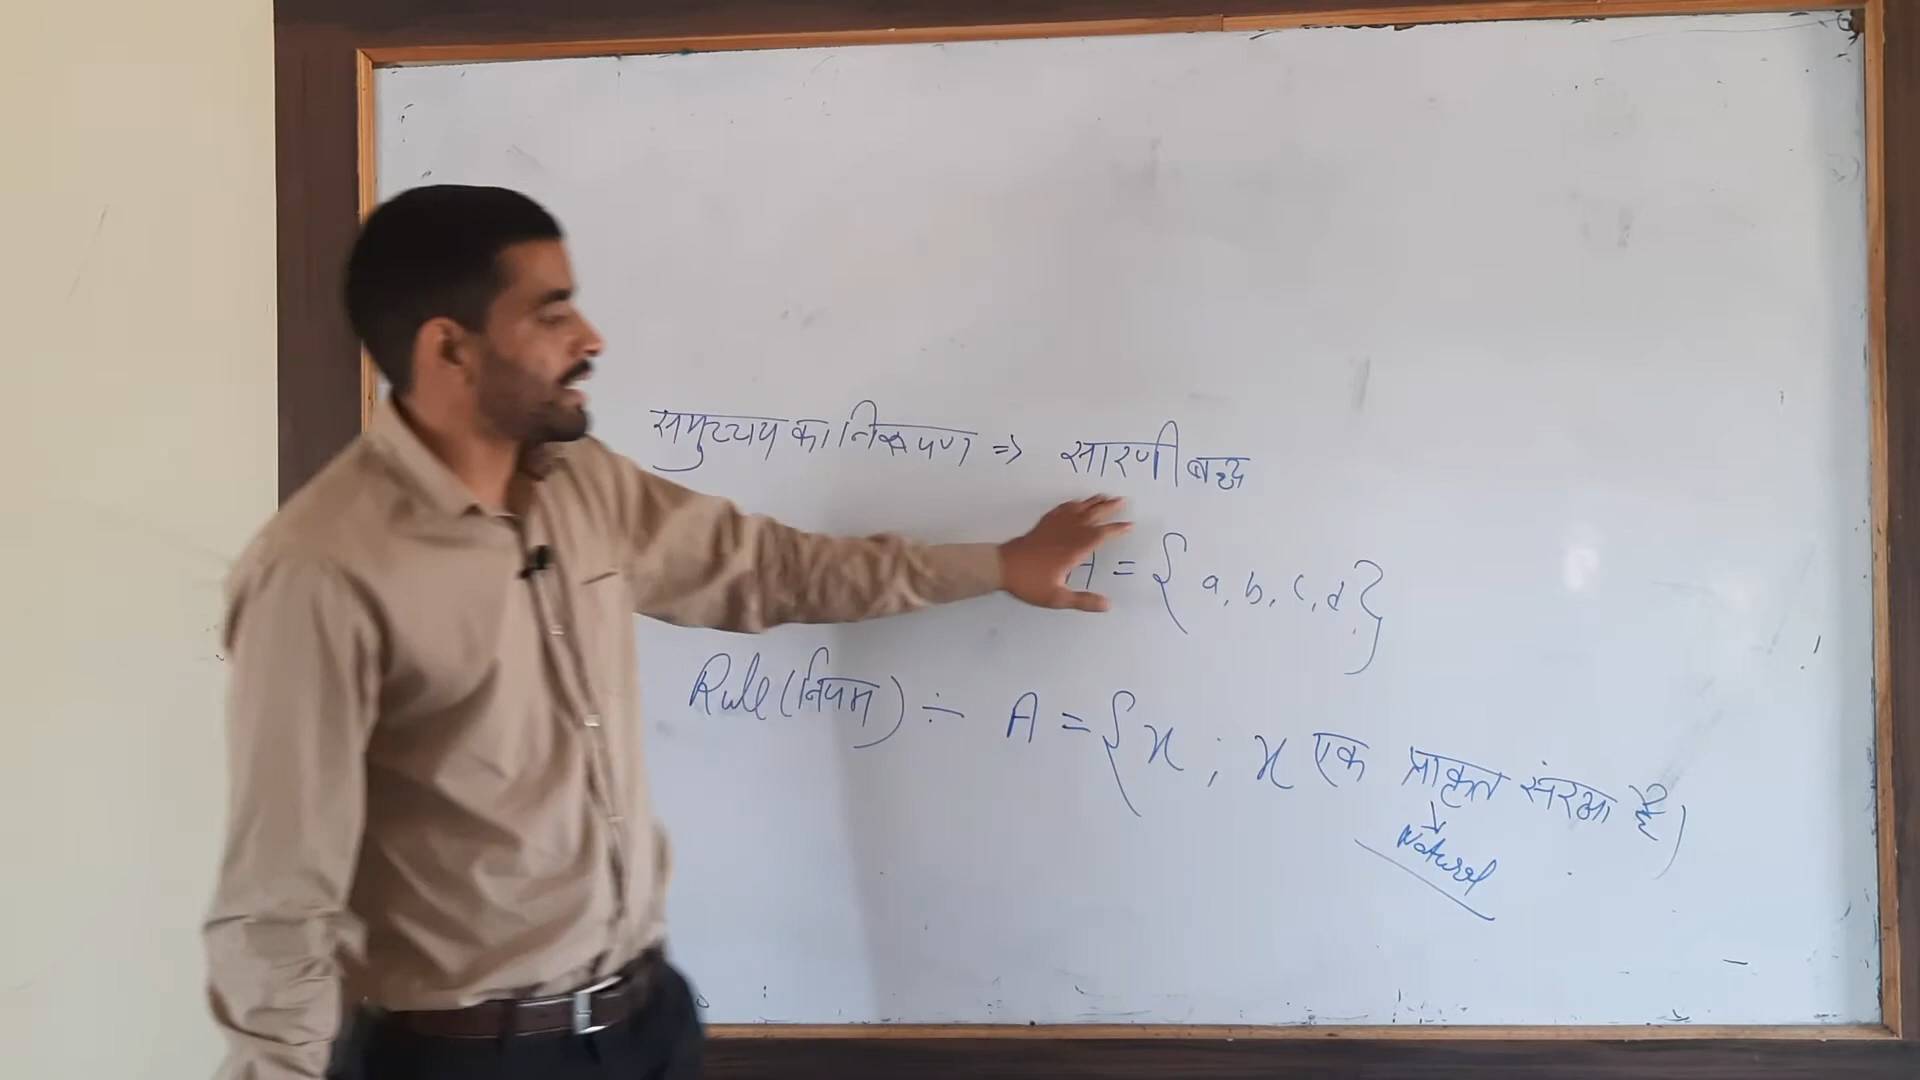 समुच्चय का निरूपण => सारणीबद्ध
A = { a, b, c, d }
Rule (नियम) ÷ A = { x ; x एक प्राकृत संख्या है )
Natural